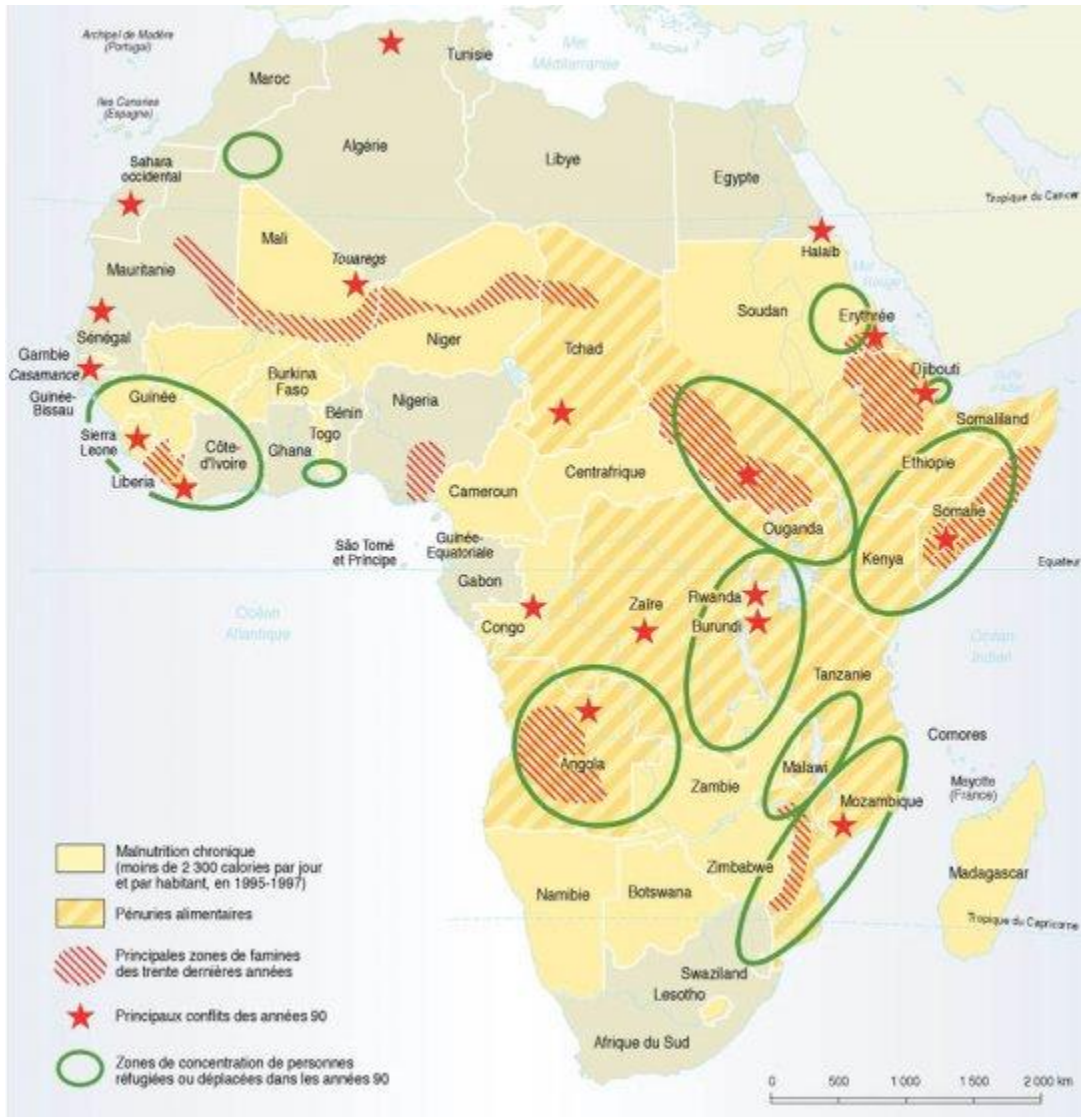 Archipel de Madère
(Portugal)
Iles Canaries
(Espagne)
Mer
Méditerranée
Maroc
Tunisie
Algérie
Libye
Egypte
Sahara
occidental
Tropique du Cancer
Mali
Touaregs
Halaïb
Mer
Rouge
Mauritanie
Sénégal
Niger
Tchad
Soudan
Erythrée
Gambie
Casamance
Guinée-
Bissau
Guinée
Burkina
Faso
Bénin
Togo
Nigeria
Djibouti
Somaliland
Sierra
Leone
Côte-
d'Ivoire
Ghana
Liberia
Cameroun
Centrafrique
Ethiopie
Somalie
Ouganda
Kenya
São Tomé
et Príncipe
Guinée-
Equatoriale
Gabon
Equateur
Océan
Atlantique
Congo
Zaïre
Rwanda
Burundi
Océan
Indien
Tanzanie
Comores
Angola
Zambie
Malawi
Mozambique
Mayotte
(France)
Zimbabwe
Madagascar
Namibie
Botswana
Tropique du Capricorne
Swaziland
Lesotho
Afrique du Sud
Malnutrition chronique
(moins de 2 300 calories par jour
et par habitant, en 1995-1997)
Pénuries alimentaires
Principales zones de famines
des trente dernières années
Principaux conflits des années 90
Zones de concentration de personnes
réfugiées ou déplacées dans les années 90
0 500 1 000 1 500 2 000 km